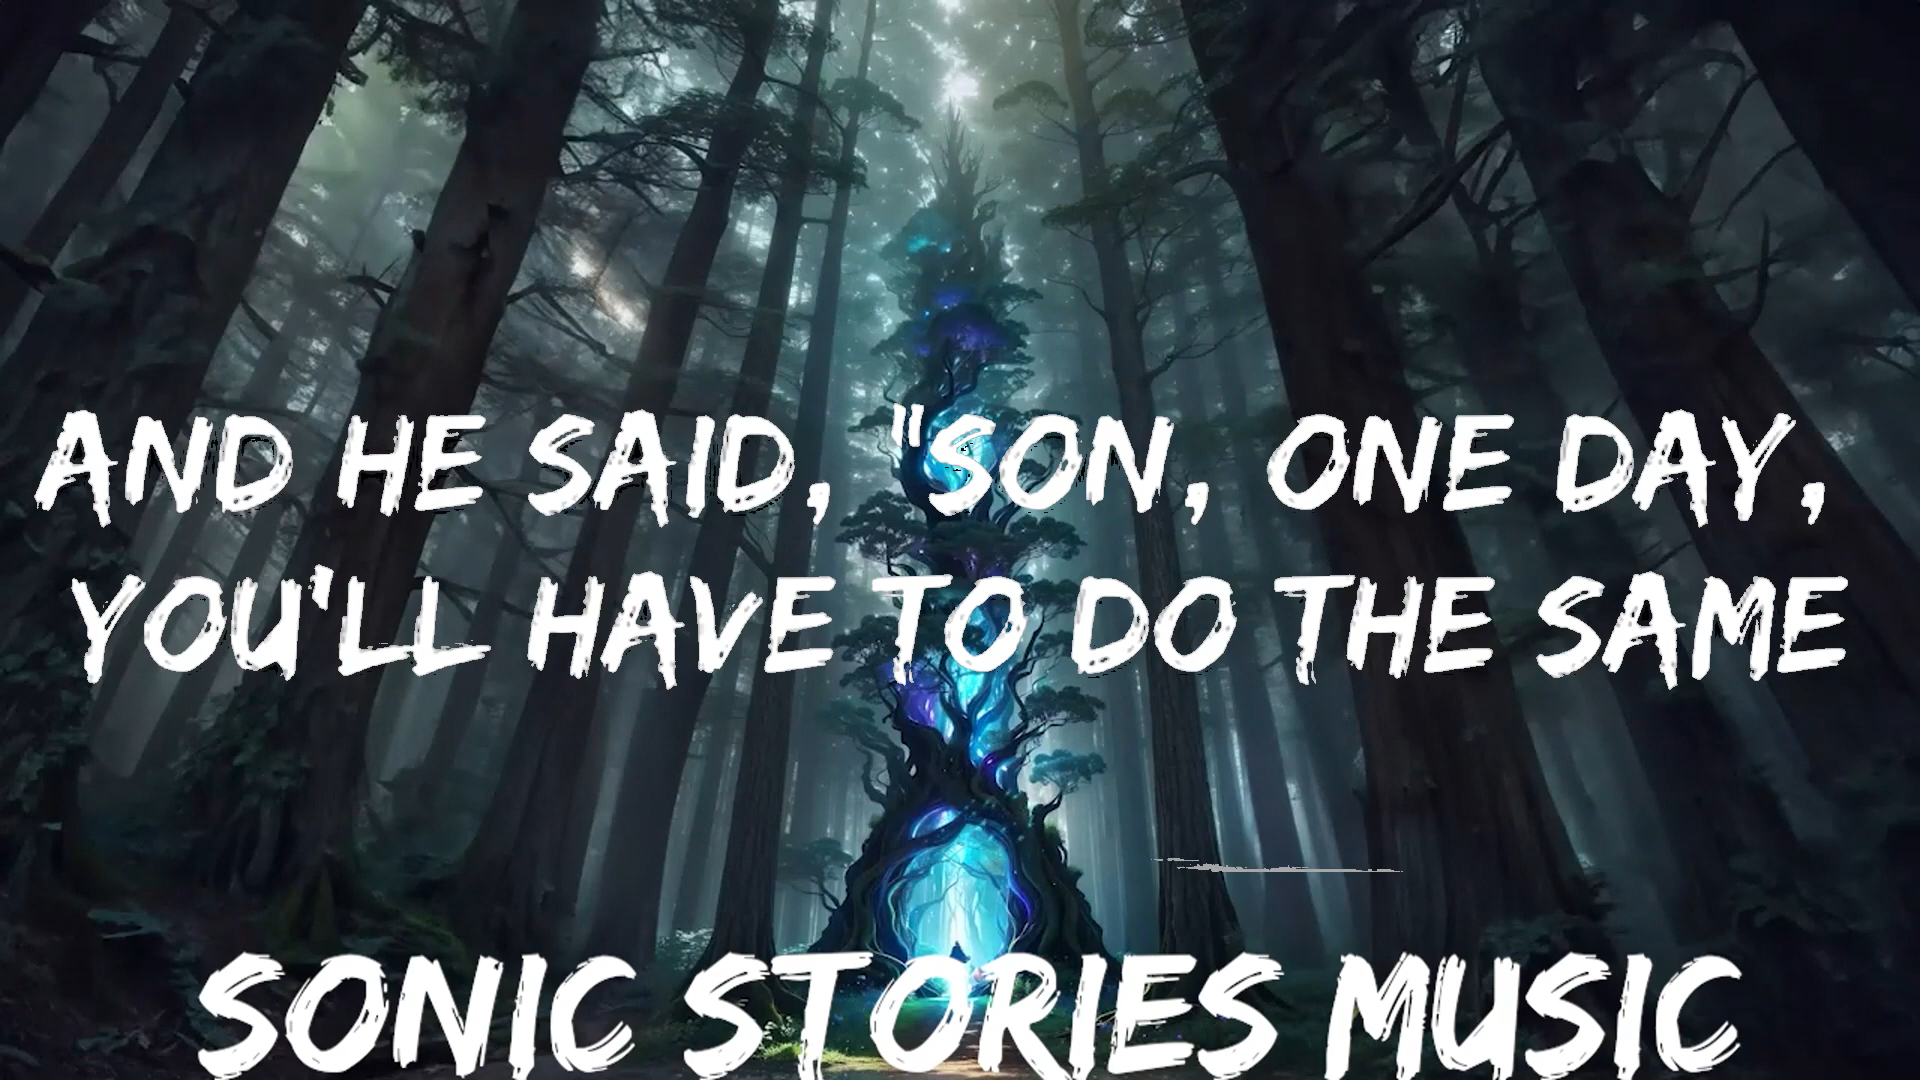 AND HE SAID, "SON, ONE DAY,
YOU'LL HAVE TO DO THE SAME
SONIC STORIES MUSIC